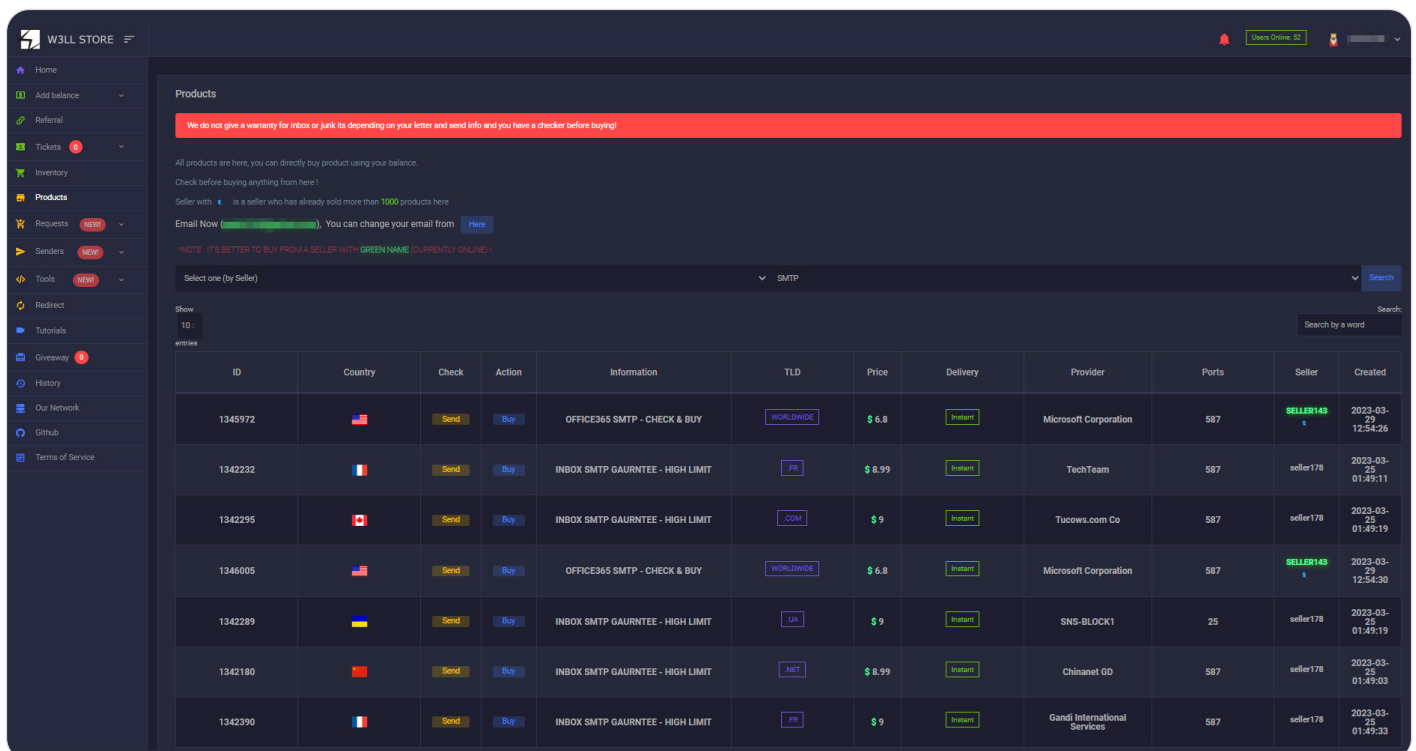 W3LL STORE
Users Online: 52
Home
Add balance
Referral
Tickets 0
Inventory
Products
Requests NEW!
Senders NEW!
Tools NEW!
Redirect
Tutorials
Giveaway 0
History
Our Network
Github
Terms of Service
Products
We do not give a warranty for inbox or junk its depending on your letter and send info and you have a checker before buying!
All products are here, you can directly buy product using your balance.
Check before buying anything from here !
Seller with $ is a seller who has already sold more than 1000 products here
Email Now ( ), You can change your email from Here
*NOTE : IT'S BETTER TO BUY FROM A SELLER WITH GREEN NAME (CURRENTLY ONLINE) !
Select one (by Seller) SMTP Search
Show
10
entries
Search:
Search by a word
ID Country Check Action Information TLD Price Delivery Provider Ports Seller Created
1345972 Send Buy OFFICE365 SMTP - CHECK & BUY WORLDWIDE $ 6.8 Instant Microsoft Corporation 587 SELLER143 $ 2023-03-29 12:54:26
1342232 Send Buy INBOX SMTP GAURNTEE - HIGH LIMIT .FR $ 8.99 Instant TechTeam 587 seller178 2023-03-25 01:49:11
1342295 Send Buy INBOX SMTP GAURNTEE - HIGH LIMIT .COM $ 9 Instant Tucows.com Co 587 seller178 2023-03-25 01:49:19
1346005 Send Buy OFFICE365 SMTP - CHECK & BUY WORLDWIDE $ 6.8 Instant Microsoft Corporation 587 SELLER143 $ 2023-03-29 12:54:30
1342289 Send Buy INBOX SMTP GAURNTEE - HIGH LIMIT .UA $ 9 Instant SNS-BLOCK1 25 seller178 2023-03-25 01:49:19
1342180 Send Buy INBOX SMTP GAURNTEE - HIGH LIMIT .NET $ 8.99 Instant Chinanet GD 587 seller178 2023-03-25 01:49:03
1342390 Send Buy INBOX SMTP GAURNTEE - HIGH LIMIT .FR $ 9 Instant Gandi International Services 587 seller178 2023-03-25 01:49:33